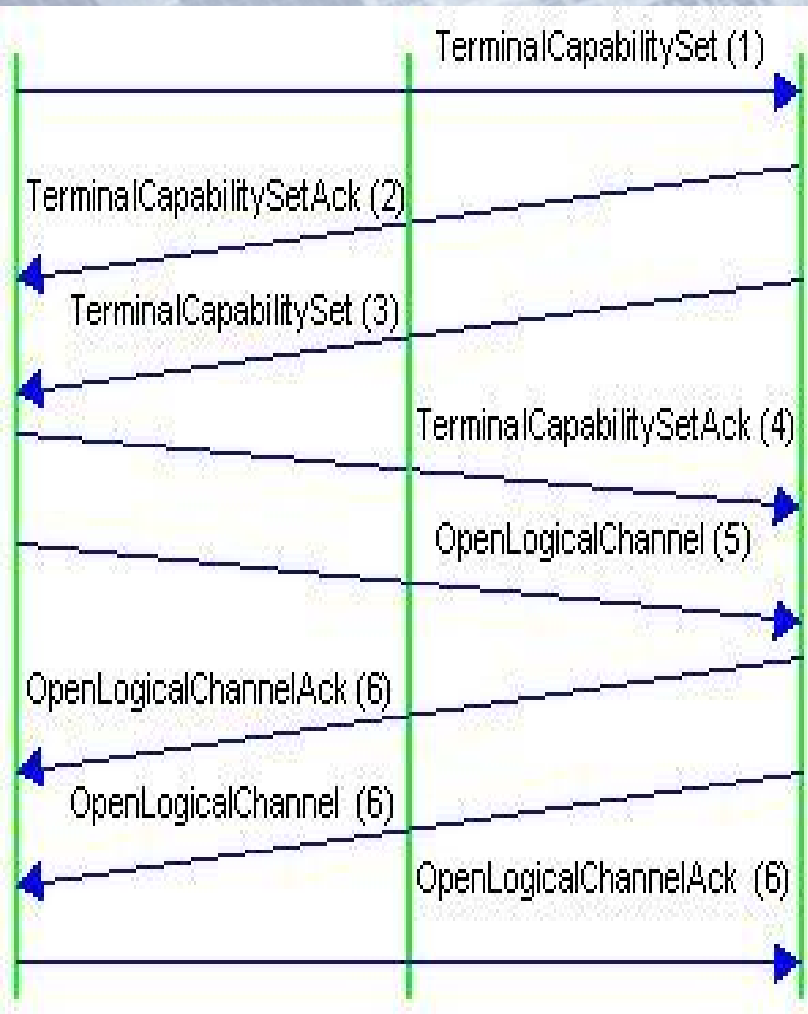 TerminalCapabilitySet (1)
TerminalCapabilitySetAck (2)
TerminalCapabilitySet (3)
TerminalCapabilitySetAck (4)
OpenLogicalChannel (5)
OpenLogicalChannelAck (6)
OpenLogicalChannel (6)
OpenLogicalChannelAck (6)